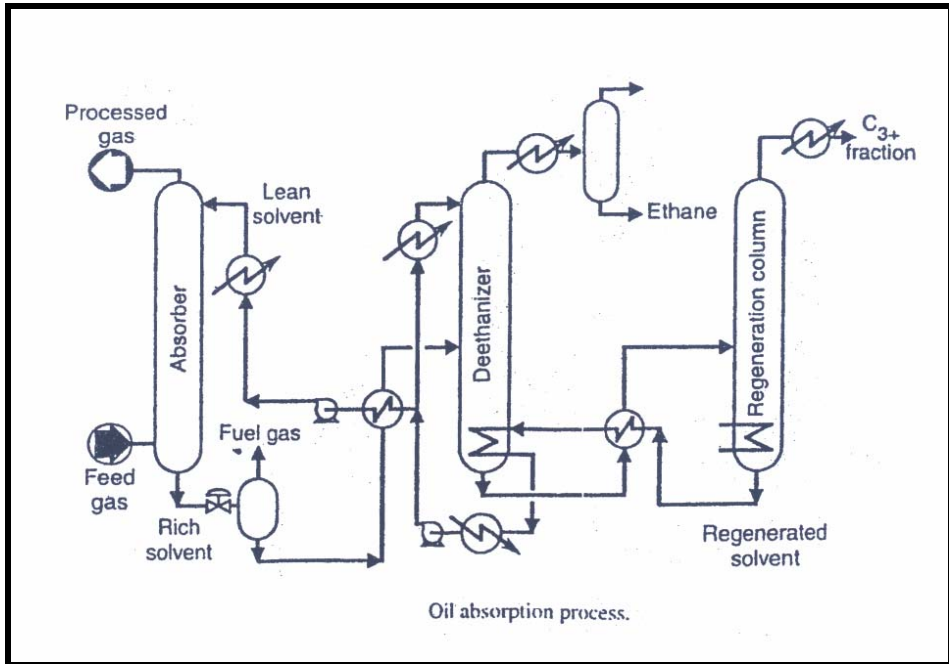 Processed
gas
Lean
solvent
Absorber
Feed
gas
Rich
solvent
Fuel gas
Deethanizer
Ethane
Regeneration column
C3+
fraction
Regenerated
solvent
Oil absorption process.